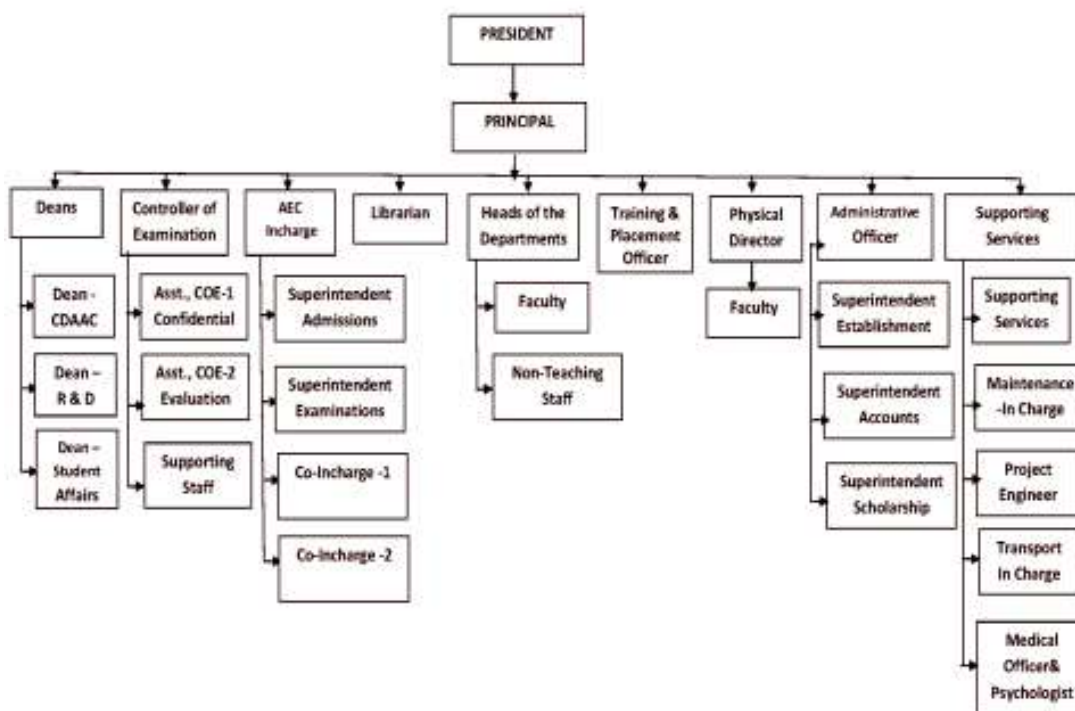 PRESIDENT
PRINCIPAL
Deans
Controller of
Examination
AEC
Incharge
Librarian
Heads of the
Departments
Training &
Placement
Officer
Physical
Director
Administrative
Officer
Supporting
Services
Dean -
CDAAC
Dean –
R & D
Dean –
Student
Affairs
Asst., COE-1
Confidential
Asst., COE-2
Evaluation
Supporting
Staff
Superintendent
Admissions
Superintendent
Examinations
Co-Incharge -1
Co-Incharge -2
Faculty
Non-Teaching
Staff
Faculty
Superintendent
Establishment
Superintendent
Accounts
Superintendent
Scholarship
Supporting
Services
Maintenance
-In Charge
Project
Engineer
Transport
In Charge
Medical
Officer&
Psychologist